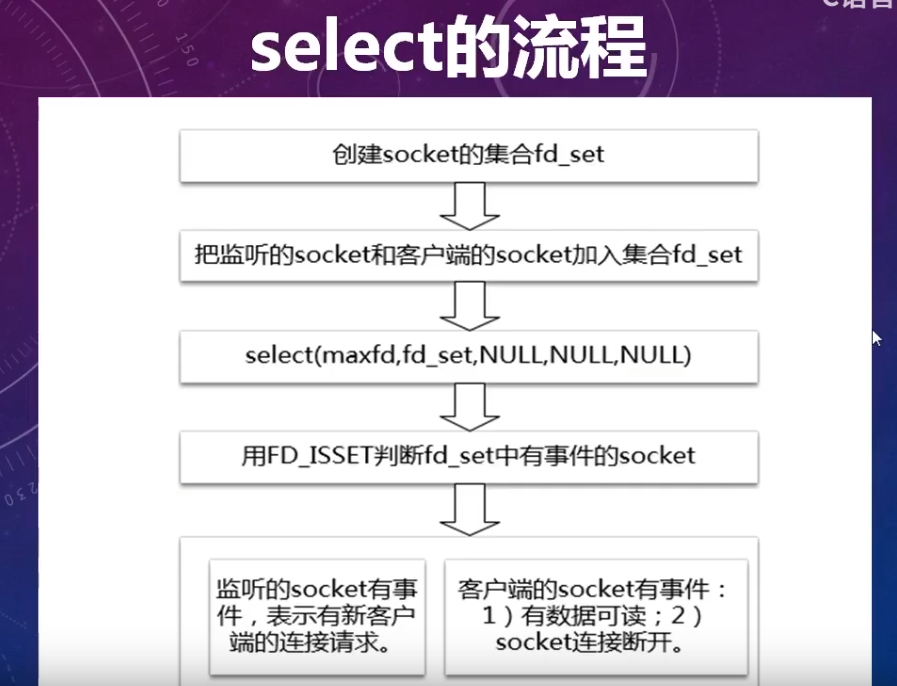 C语言
select的流程
创建socket的集合fd_set
把监听的socket和客户端的socket加入集合fd_set
select(maxfd,fd_set,NULL,NULL,NULL)
用FD_ISSET判断fd_set中有事件的socket
监听的socket有事
件，表示有新客户
端的连接请求。
客户端的socket有事件：
1）有数据可读；2）
socket连接断开。
150
230